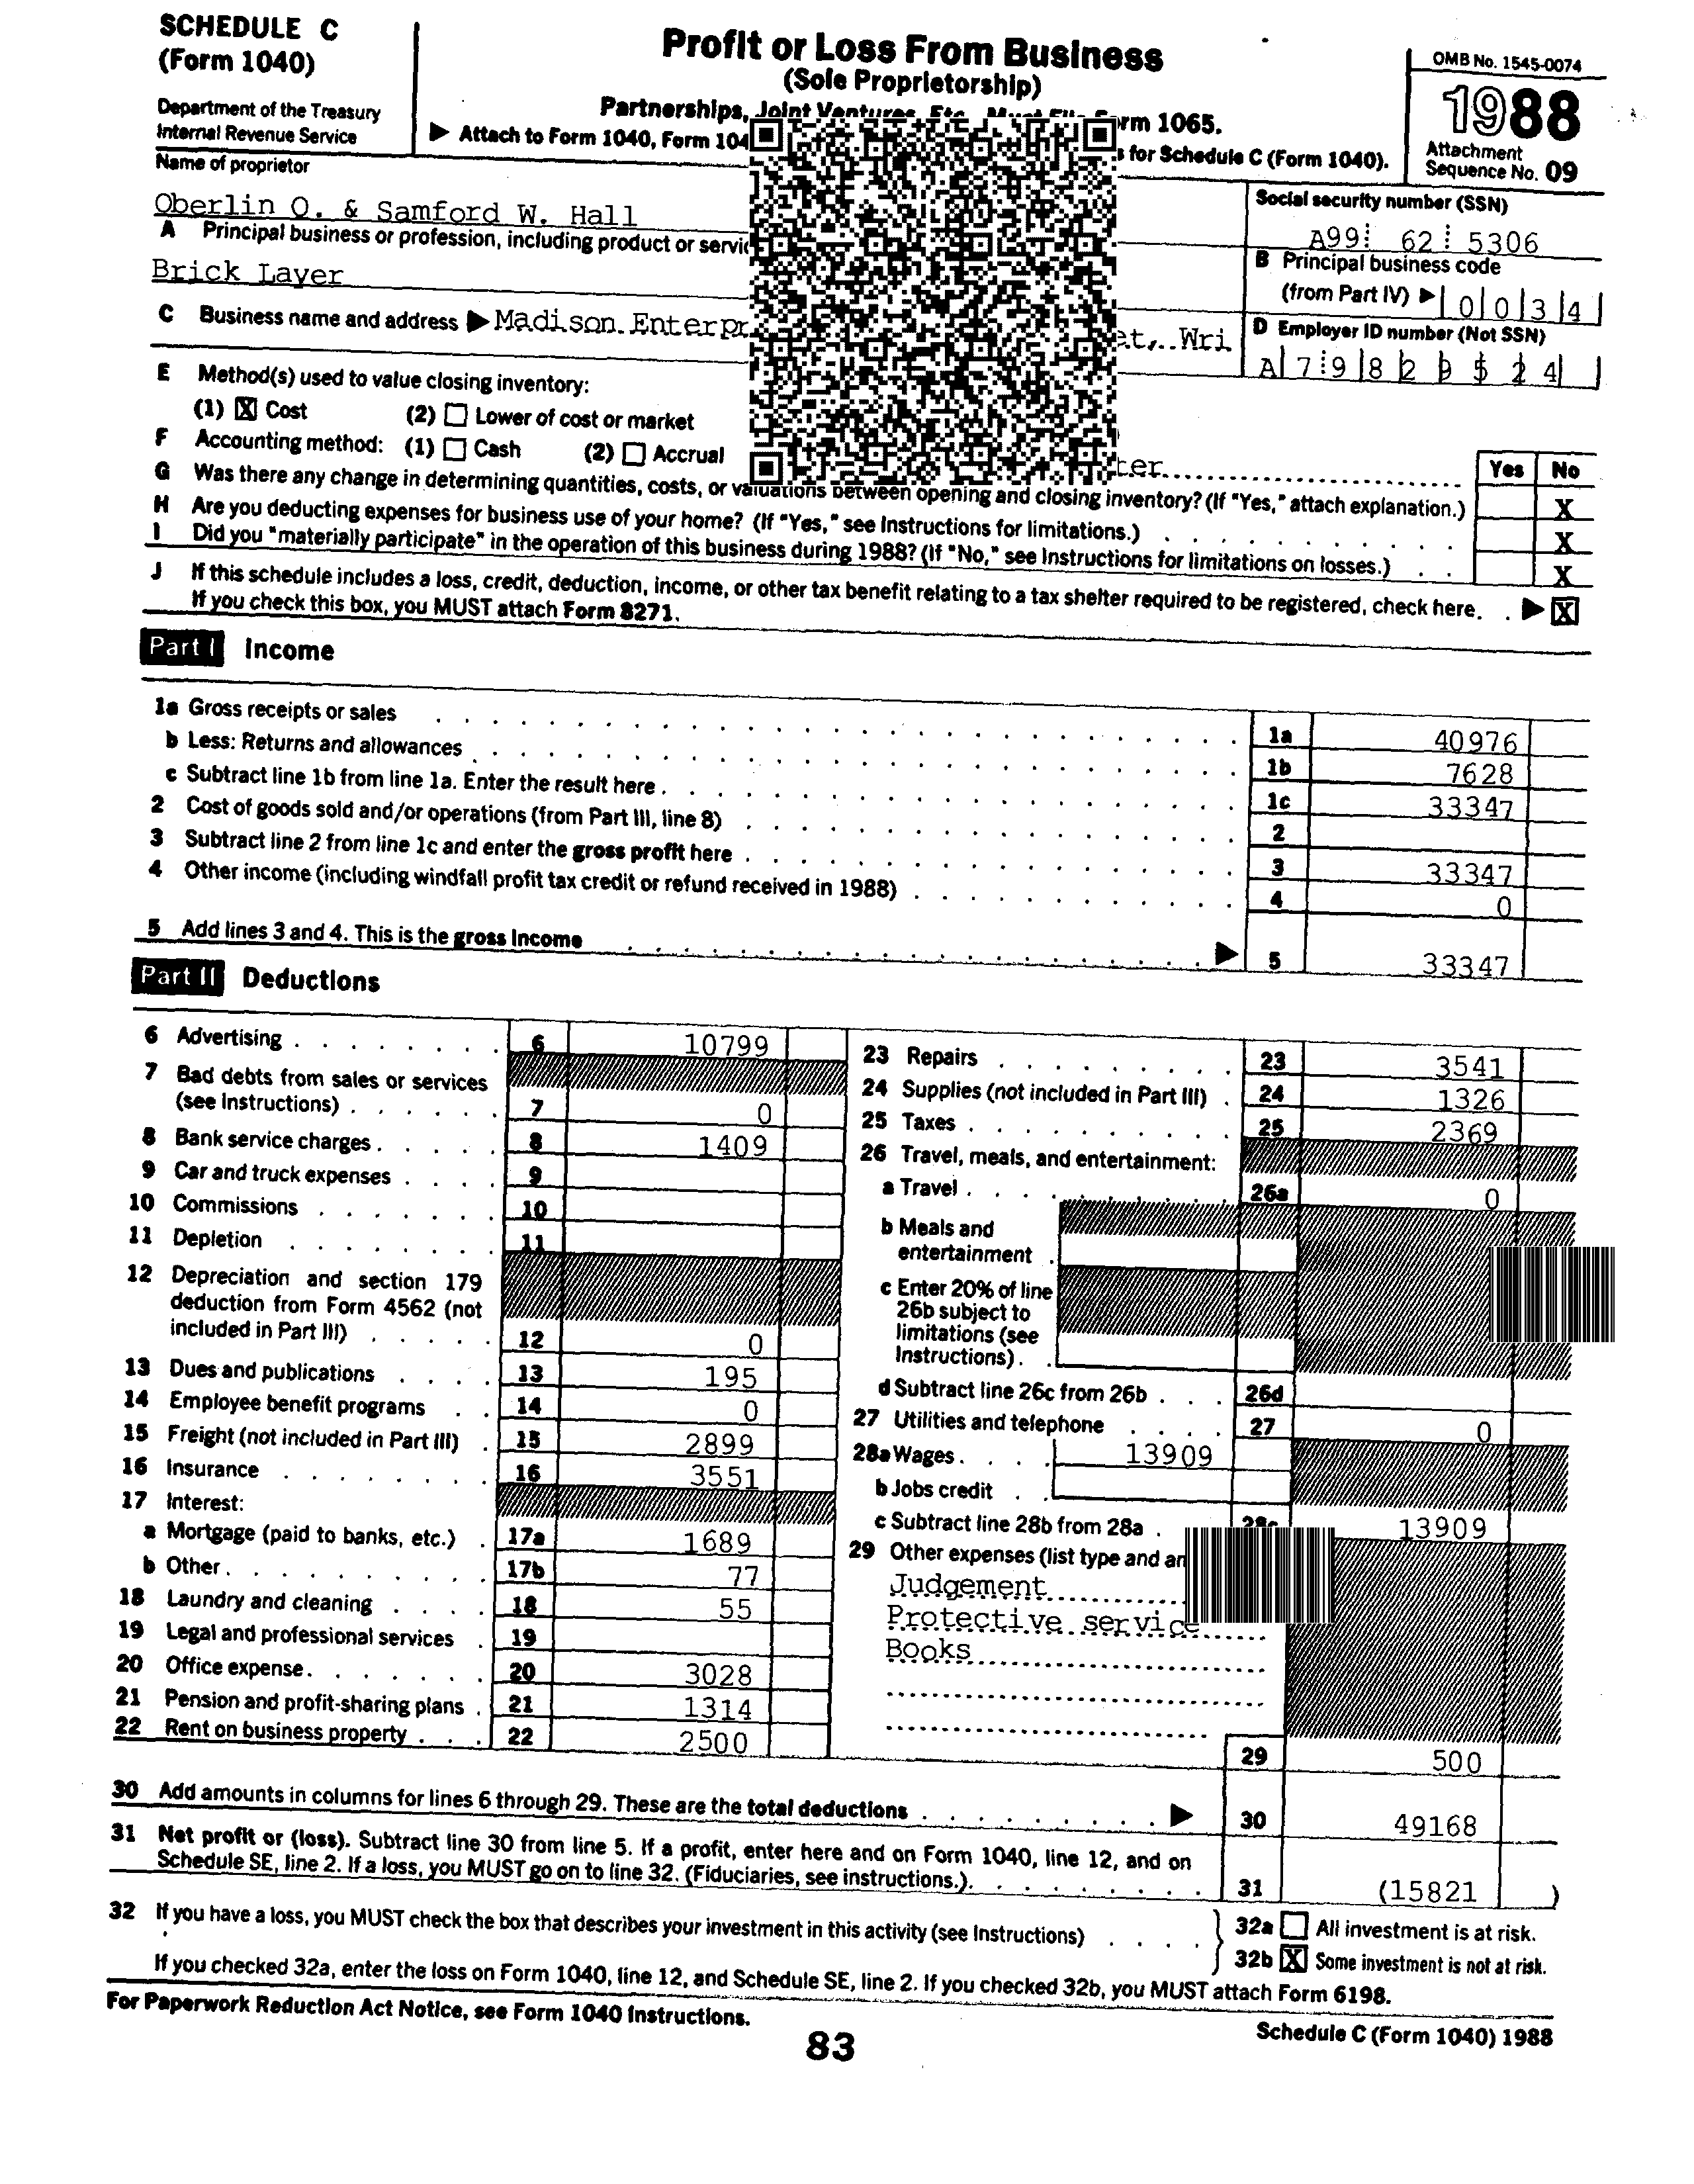 SCHEDULE C
(Form 1040)
Department of the Treasury
Internal Revenue Service
Profit or Loss From Business
(Sole Proprietorship)
Partnerships, Joint Ventures, Etc., Must File Form 1065.
▶ Attach to Form 1040, Form 104 s for Schedule C (Form 1040).
OMB No. 1545-0074
1988
Attachment
Sequence No. 09
Name of proprietor
Oberlin O. & Samford W. Hall
Social security number (SSN)
A99 62 5306
A Principal business or profession, including product or servic
Brick Layer
B Principal business code
(from Part IV) ▶ 0 0 3 4
C Business name and address ▶ Madison Enterpr et, Wri
D Employer ID number (Not SSN)
A 7 9 8 2 9 5 2 4
E Method(s) used to value closing inventory:
(1) X Cost (2) Lower of cost or market
F Accounting method: (1) Cash (2) Accrual
Yes No
G Was there any change in determining quantities, costs, or valuations between opening and closing inventory? (If "Yes," attach explanation.) X
H Are you deducting expenses for business use of your home? (If "Yes," see Instructions for limitations.) X
I Did you "materially participate" in the operation of this business during 1988? (If "No," see Instructions for limitations on losses.) X
J If this schedule includes a loss, credit, deduction, income, or other tax benefit relating to a tax shelter required to be registered, check here. ▶ X
If you check this box, you MUST attach Form 8271.
Part I Income
1a Gross receipts or sales 1a 40976
b Less: Returns and allowances 1b 7628
c Subtract line 1b from line 1a. Enter the result here 1c 33347
2 Cost of goods sold and/or operations (from Part III, line 8) 2
3 Subtract line 2 from line 1c and enter the gross profit here 3 33347
4 Other income (including windfall profit tax credit or refund received in 1988) 4 0
5 Add lines 3 and 4. This is the gross income ▶ 5 33347
Part II Deductions
6 Advertising 6 10799
7 Bad debts from sales or services
(see Instructions) 7 0
8 Bank service charges 8 1409
9 Car and truck expenses 9
10 Commissions 10
11 Depletion 11
12 Depreciation and section 179
deduction from Form 4562 (not
included in Part III) 12 0
13 Dues and publications 13 195
14 Employee benefit programs 14 0
15 Freight (not included in Part III) 15 2899
16 Insurance 16 3551
17 Interest:
a Mortgage (paid to banks, etc.) 17a 1689
b Other 17b 77
18 Laundry and cleaning 18 55
19 Legal and professional services 19
20 Office expense 20 3028
21 Pension and profit-sharing plans 21 1314
22 Rent on business property 22 2500
23 Repairs 23 3541
24 Supplies (not included in Part III) 24 1326
25 Taxes 25 2369
26 Travel, meals, and entertainment:
a Travel 26a 0
b Meals and
entertainment
c Enter 20% of line
26b subject to
limitations (see
Instructions)
d Subtract line 26c from 26b 26d
27 Utilities and telephone 27 0
28a Wages 13909
b Jobs credit
c Subtract line 28b from 28a 28c 13909
29 Other expenses (list type and am
Judgement
Protective service
Books
29 500
30 Add amounts in columns for lines 6 through 29. These are the total deductions ▶ 30 49168
31 Net profit or (loss). Subtract line 30 from line 5. If a profit, enter here and on Form 1040, line 12, and on
Schedule SE, line 2. If a loss, you MUST go on to line 32. (Fiduciaries, see instructions.) 31 (15821 )
32 If you have a loss, you MUST check the box that describes your investment in this activity (see Instructions)
32a All investment is at risk.
32b X Some investment is not at risk.
If you checked 32a, enter the loss on Form 1040, line 12, and Schedule SE, line 2. If you checked 32b, you MUST attach Form 6198.
For Paperwork Reduction Act Notice, see Form 1040 Instructions.
Schedule C (Form 1040) 1988
83